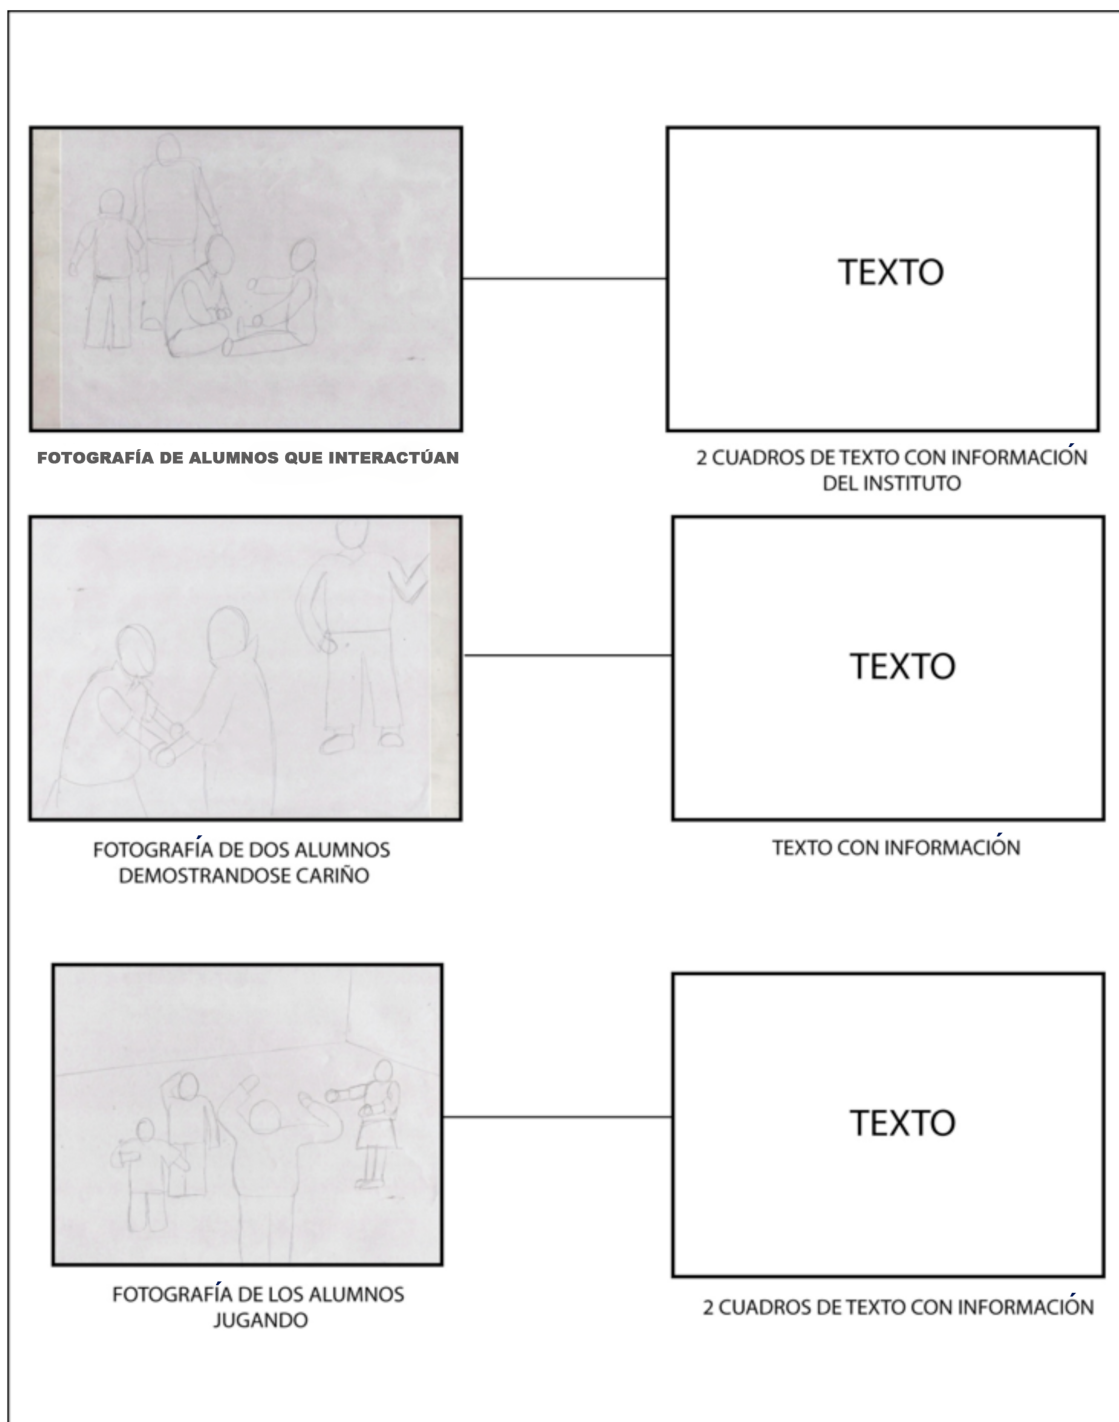 TEXTO
FOTOGRAFÍA DE ALUMNOS QUE INTERACTÚAN
2 CUADROS DE TEXTO CON INFORMACIÓN
DEL INSTITUTO
TEXTO
FOTOGRAFÍA DE DOS ALUMNOS
DEMOSTRANDOSE CARIÑO
TEXTO CON INFORMACIÓN
TEXTO
FOTOGRAFÍA DE LOS ALUMNOS
JUGANDO
2 CUADROS DE TEXTO CON INFORMACIÓN